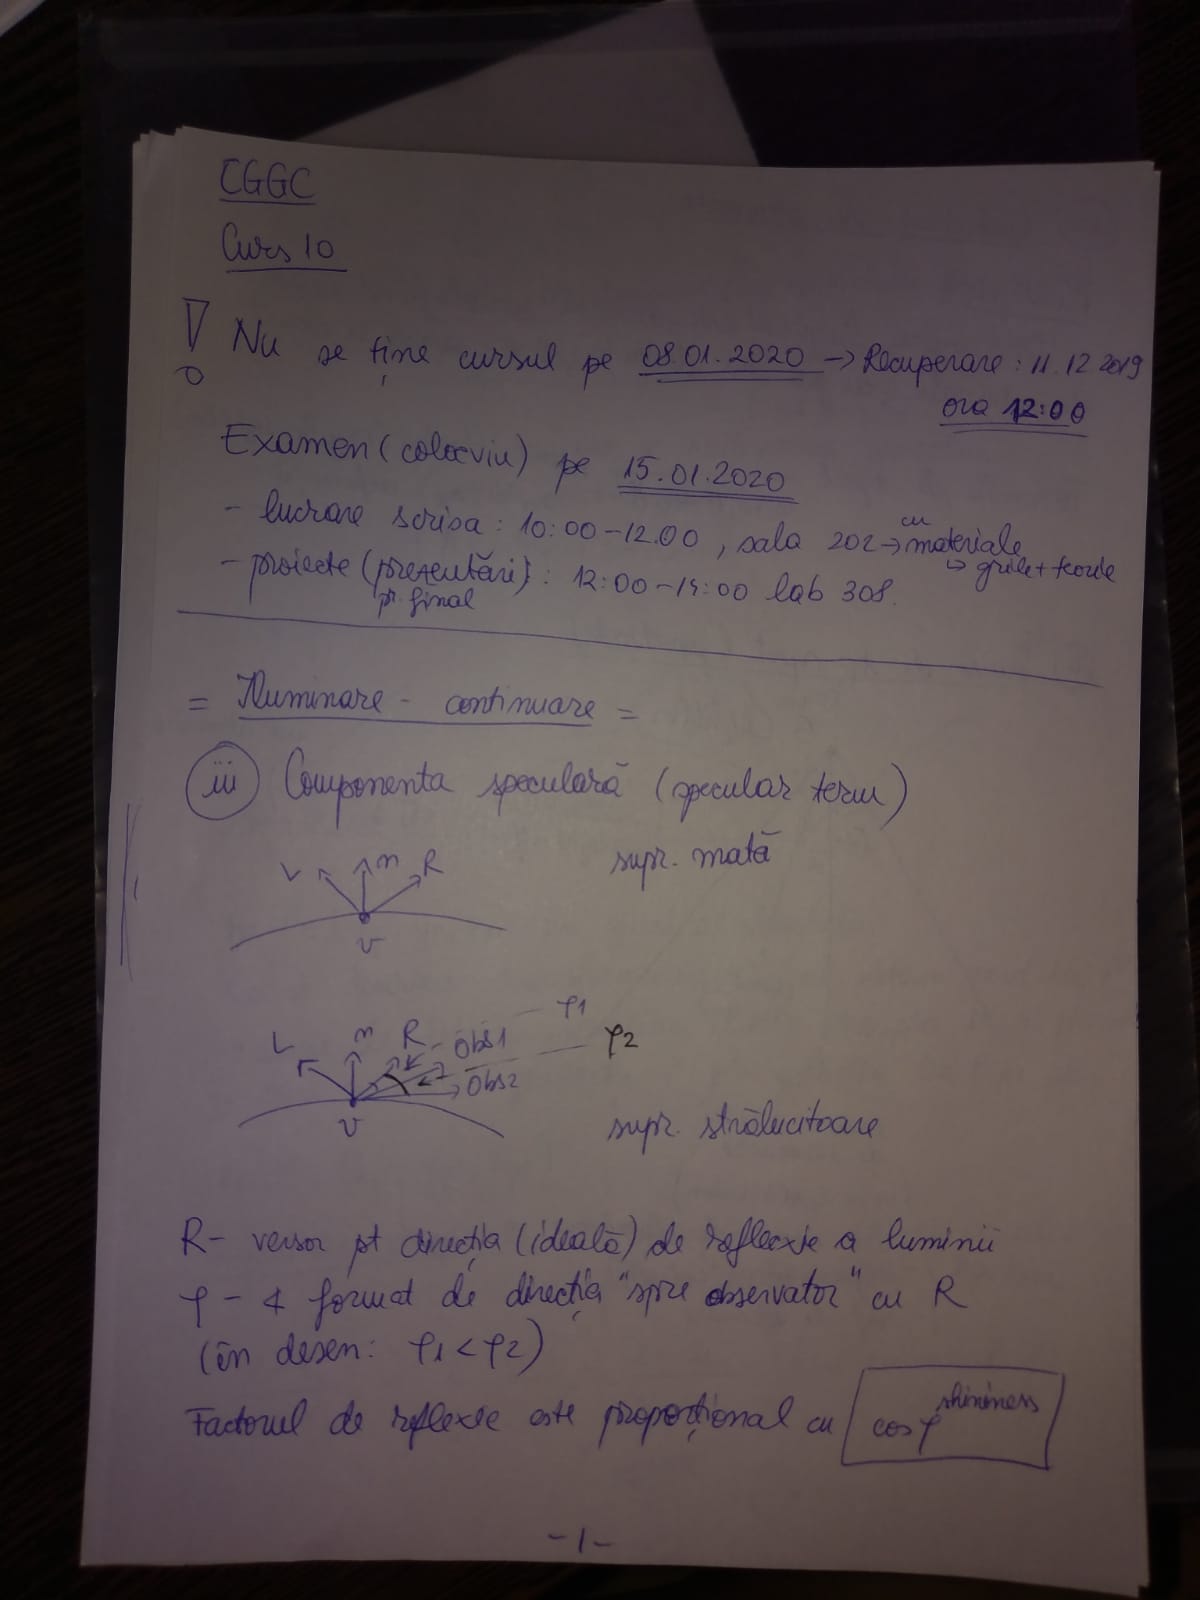 CGGC
Curs 10
! Nu se ține cursul pe 08.01.2020 → Recuperare: 11.12.2019
ora 12:00
Examen (colocviu) pe 15.01.2020
- lucrare scrisa: 10:00-12.00, sala 202 → cu materiale
↳ grile + teorie
- proiecte (prezentări): 12:00-14:00 lab 308.
pr. final
= Iluminare - continuare =
iii Componenta speculară (specular term)
supr. mată
L n R
v
L n R Obs1 φ1
Obs2 φ2
v
supr. strălucitoare
R - versor pt direcția (ideală) de reflexie a luminii
φ - ∢ format de direcția "spre observator" cu R
(în desen: φ1 < φ2)
Factorul de reflexie este proporțional cu cos φ^shininess
-1-